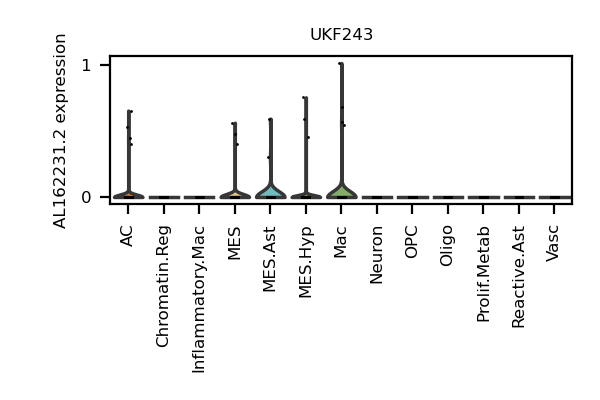 UKF243
AL162231.2 expression
1
0
AC
Chromatin.Reg
Inflammatory.Mac
MES
MES.Ast
MES.Hyp
Mac
Neuron
OPC
Oligo
Prolif.Metab
Reactive.Ast
Vasc